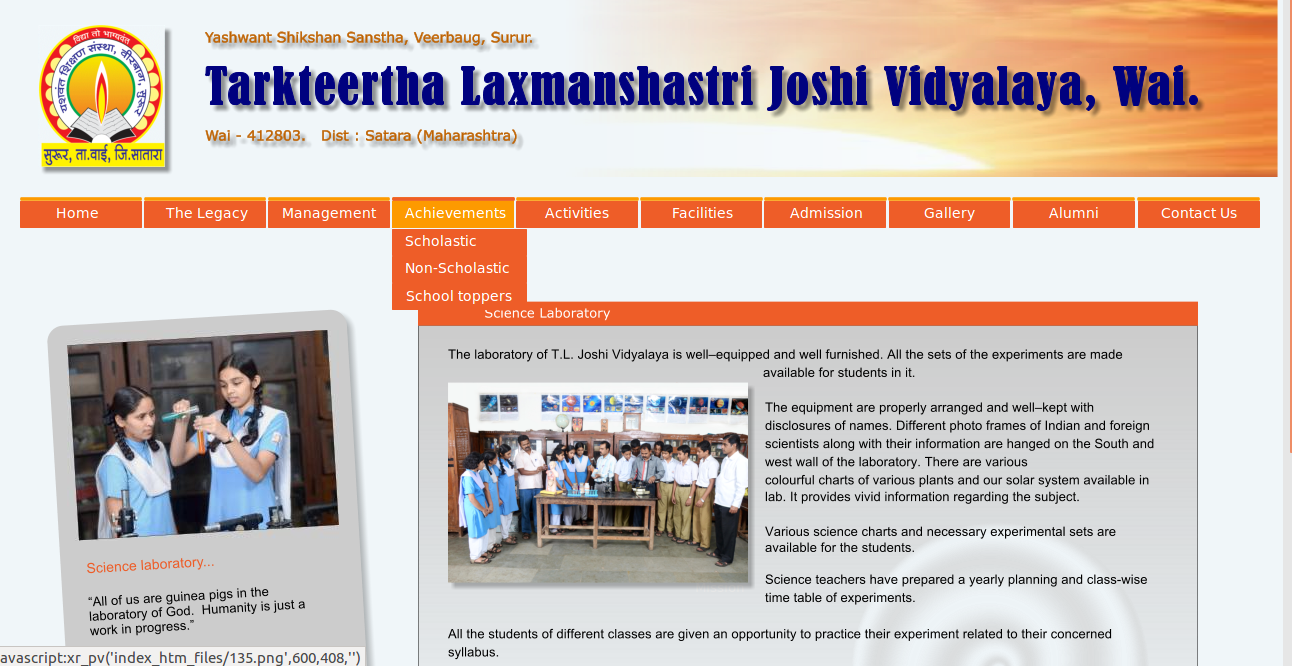 विद्या तो भाग्यवंत
यशवंत शिक्षण संस्था, वीरबाग, सुरूर
सुरूर, ता.वाई, जि.सातारा
Yashwant Shikshan Sanstha, Veerbaug, Surur.
Tarkteertha Laxmanshastri Joshi Vidyalaya, Wai.
Wai - 412803. Dist : Satara (Maharashtra)
Home The Legacy Management Achievements Activities Facilities Admission Gallery Alumni Contact Us
Scholastic
Non-Scholastic
School toppers
Science Laboratory
The laboratory of T.L. Joshi Vidyalaya is well–equipped and well furnished. All the sets of the experiments are made
available for students in it.
The equipment are properly arranged and well–kept with
disclosures of names. Different photo frames of Indian and foreign
scientists along with their information are hanged on the South and
west wall of the laboratory. There are various
colourful charts of various plants and our solar system available in
lab. It provides vivid information regarding the subject.
Various science charts and necessary experimental sets are
available for the students.
Science teachers have prepared a yearly planning and class-wise
time table of experiments.
All the students of different classes are given an opportunity to practice their experiment related to their concerned
syllabus.
Science laboratory...
“All of us are guinea pigs in the
laboratory of God. Humanity is just a
work in progress.”
avascript:xr_pv('index_htm_files/135.png',600,408,'')